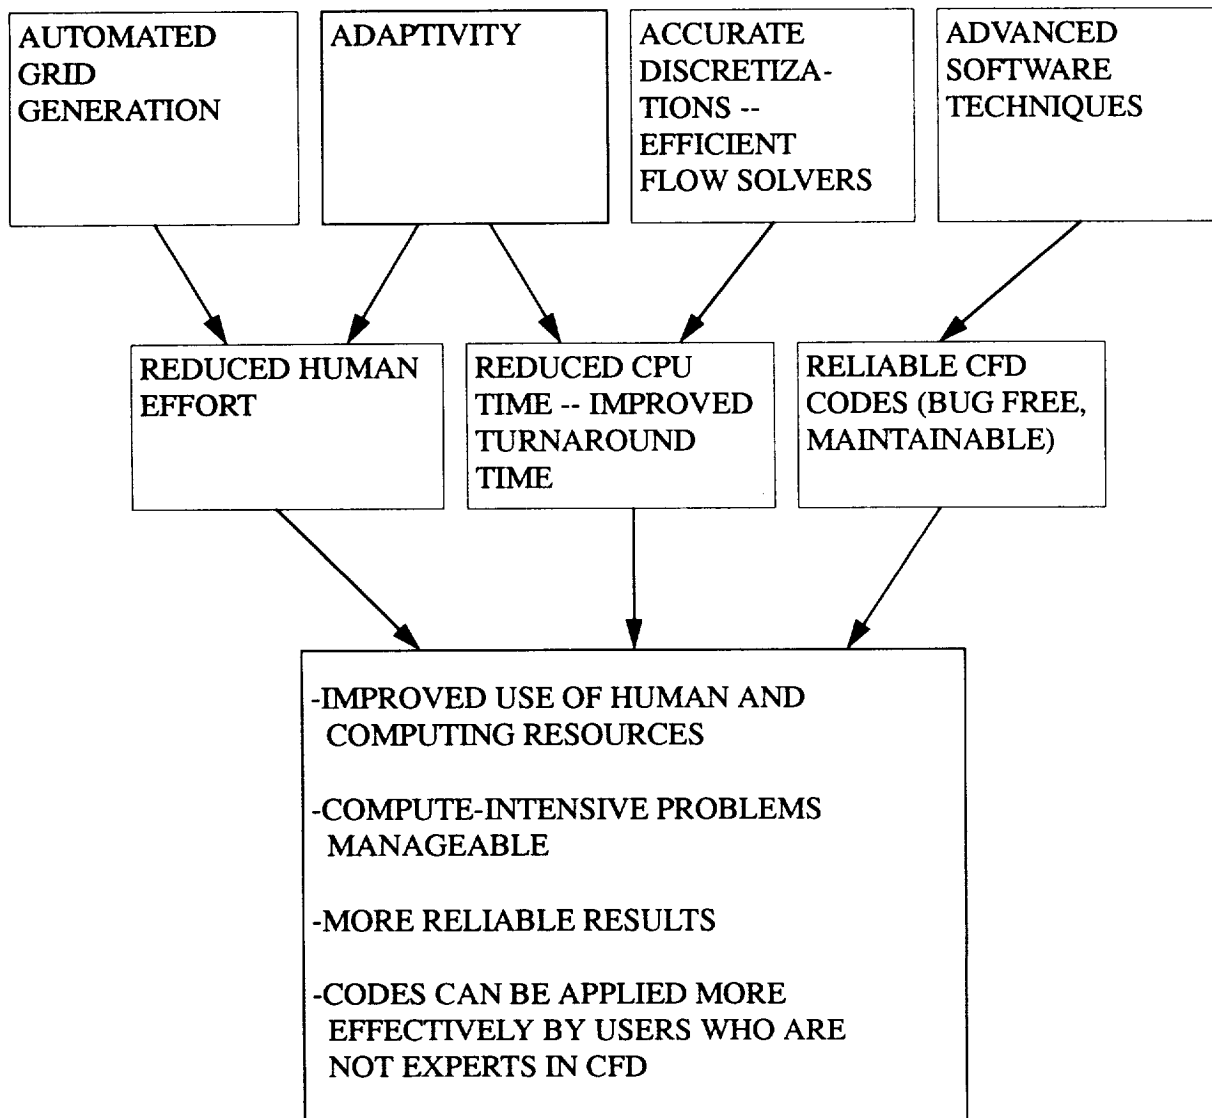 AUTOMATED
GRID
GENERATION
ADAPTIVITY
ACCURATE
DISCRETIZA-
TIONS --
EFFICIENT
FLOW SOLVERS
ADVANCED
SOFTWARE
TECHNIQUES
REDUCED HUMAN
EFFORT
REDUCED CPU
TIME -- IMPROVED
TURNAROUND
TIME
RELIABLE CFD
CODES (BUG FREE,
MAINTAINABLE)
-IMPROVED USE OF HUMAN AND
COMPUTING RESOURCES
-COMPUTE-INTENSIVE PROBLEMS
MANAGEABLE
-MORE RELIABLE RESULTS
-CODES CAN BE APPLIED MORE
EFFECTIVELY BY USERS WHO ARE
NOT EXPERTS IN CFD